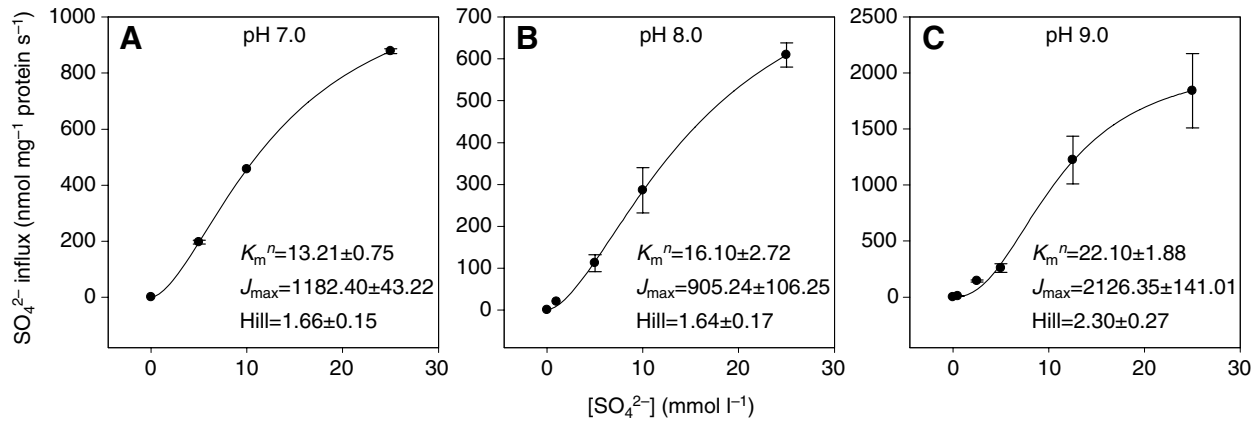 SO₄²⁻ influx (nmol mg⁻¹ protein s⁻¹)
A
pH 7.0
1000
800
600
400
200
0
Kₘⁿ=13.21±0.75
Jₘₐₓ=1182.40±43.22
Hill=1.66±0.15
0 10 20 30
B
pH 8.0
700
600
500
400
300
200
100
0
Kₘⁿ=16.10±2.72
Jₘₐₓ=905.24±106.25
Hill=1.64±0.17
0 10 20 30
C
pH 9.0
2500
2000
1500
1000
500
0
Kₘⁿ=22.10±1.88
Jₘₐₓ=2126.35±141.01
Hill=2.30±0.27
0 10 20 30
[SO₄²⁻] (mmol l⁻¹)